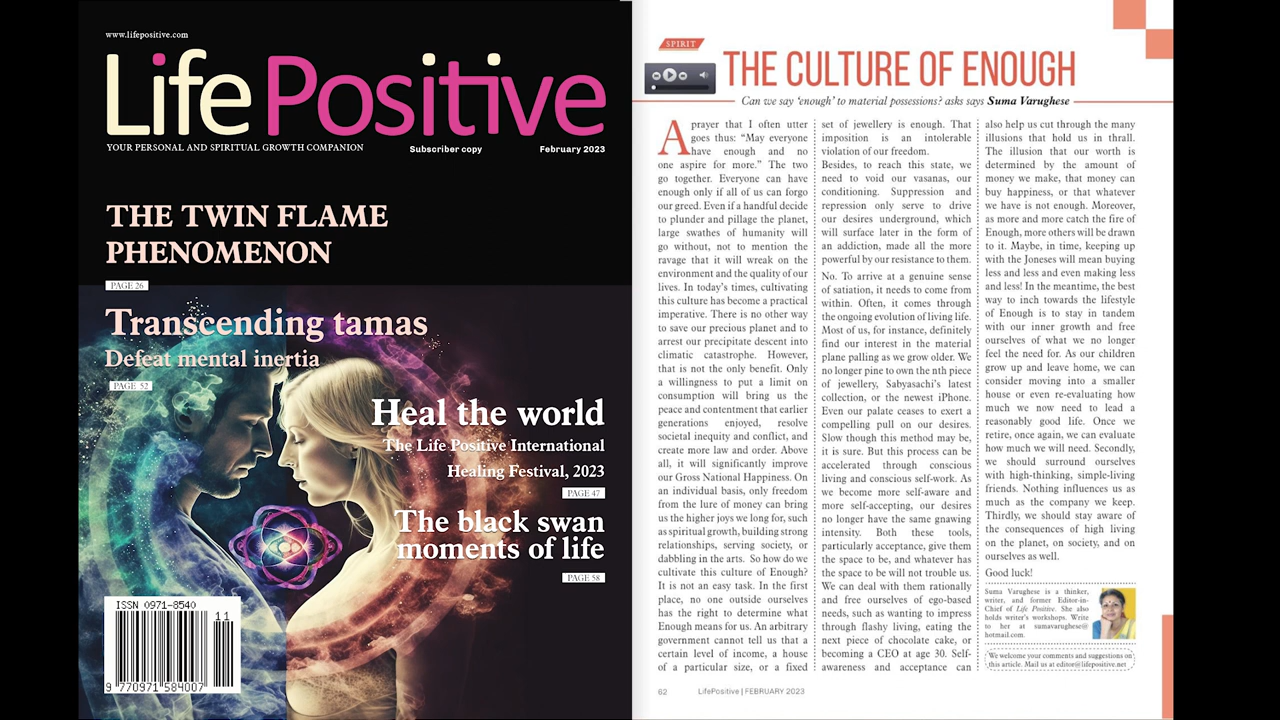 www.lifepositive.com
Life Positive
YOUR PERSONAL AND SPIRITUAL GROWTH COMPANION
Subscriber copy
February 2023
THE TWIN FLAME
PHENOMENON
PAGE 26
Transcending tamas
Defeat mental inertia
PAGE 52
Heal the world
The Life Positive International
Healing Festival, 2023
PAGE 47
The black swan
moments of life
PAGE 58
ISSN 0971-8540
11
9 770971 584007
SPIRIT
THE CULTURE OF ENOUGH
Can we say ‘enough’ to material possessions? asks says Suma Varughese
A prayer that I often utter
goes thus: “May everyone
have enough and no
one aspire for more.” The two
go together. Everyone can have
enough only if all of us can forgo
our greed. Even if a handful decide
to plunder and pillage the planet,
large swathes of humanity will
go without, not to mention the
ravage that it will wreak on the
environment and the quality of our
lives. In today’s times, cultivating
this culture has become a practical
imperative. There is no other way
to save our precious planet and to
arrest our precipitate descent into
climatic catastrophe. However,
that is not the only benefit. Only
a willingness to put a limit on
consumption will bring us the
peace and contentment that earlier
generations enjoyed, resolve
societal inequity and conflict, and
create more law and order. Above
all, it will significantly improve
our Gross National Happiness. On
an individual basis, only freedom
from the lure of money can bring
us the higher joys we long for, such
as spiritual growth, building strong
relationships, serving society, or
dabbling in the arts. So how do we
cultivate this culture of Enough?
It is not an easy task. In the first
place, no one outside ourselves
has the right to determine what
Enough means for us. An arbitrary
government cannot tell us that a
certain level of income, a house
of a particular size, or a fixed
set of jewellery is enough. That
imposition is an intolerable
violation of our freedom.
Besides, to reach this state, we
need to void our vasanas, our
conditioning. Suppression and
repression only serve to drive
our desires underground, which
will surface later in the form of
an addiction, made all the more
powerful by our resistance to them.
No. To arrive at a genuine sense
of satiation, it needs to come from
within. Often, it comes through
the ongoing evolution of living life.
Most of us, for instance, definitely
find our interest in the material
plane palling as we grow older. We
no longer pine to own the nth piece
of jewellery, Sabyasachi’s latest
collection, or the newest iPhone.
Even our palate ceases to exert a
compelling pull on our desires.
Slow though this method may be,
it is sure. But this process can be
accelerated through conscious
living and conscious self-work. As
we become more self-aware and
more self-accepting, our desires
no longer have the same gnawing
intensity. Both these tools,
particularly acceptance, give them
the space to be, and whatever has
the space to be will not trouble us.
We can deal with them rationally
and free ourselves of ego-based
needs, such as wanting to impress
through flashy living, eating the
next piece of chocolate cake, or
becoming a CEO at age 30. Self-
awareness and acceptance can
also help us cut through the many
illusions that hold us in thrall.
The illusion that our worth is
determined by the amount of
money we make, that money can
buy happiness, or that whatever
we have is not enough. Moreover,
as more and more catch the fire of
Enough, more others will be drawn
to it. Maybe, in time, keeping up
with the Joneses will mean buying
less and less and even making less
and less! In the meantime, the best
way to inch towards the lifestyle
of Enough is to stay in tandem
with our inner growth and free
ourselves of what we no longer
feel the need for. As our children
grow up and leave home, we can
consider moving into a smaller
house or even re-evaluating how
much we now need to lead a
reasonably good life. Once we
retire, once again, we can evaluate
how much we will need. Secondly,
we should surround ourselves
with high-thinking, simple-living
friends. Nothing influences us as
much as the company we keep.
Thirdly, we should stay aware of
the consequences of high living
on the planet, on society, and on
ourselves as well.
Good luck!
Suma Varughese is a thinker,
writer, and former Editor-in-
Chief of Life Positive. She also
holds writer’s workshops. Write
to her at sumavarughese@
hotmail.com.
We welcome your comments and suggestions on
this article. Mail us at editor@lifepositive.net
62
LifePositive | FEBRUARY 2023